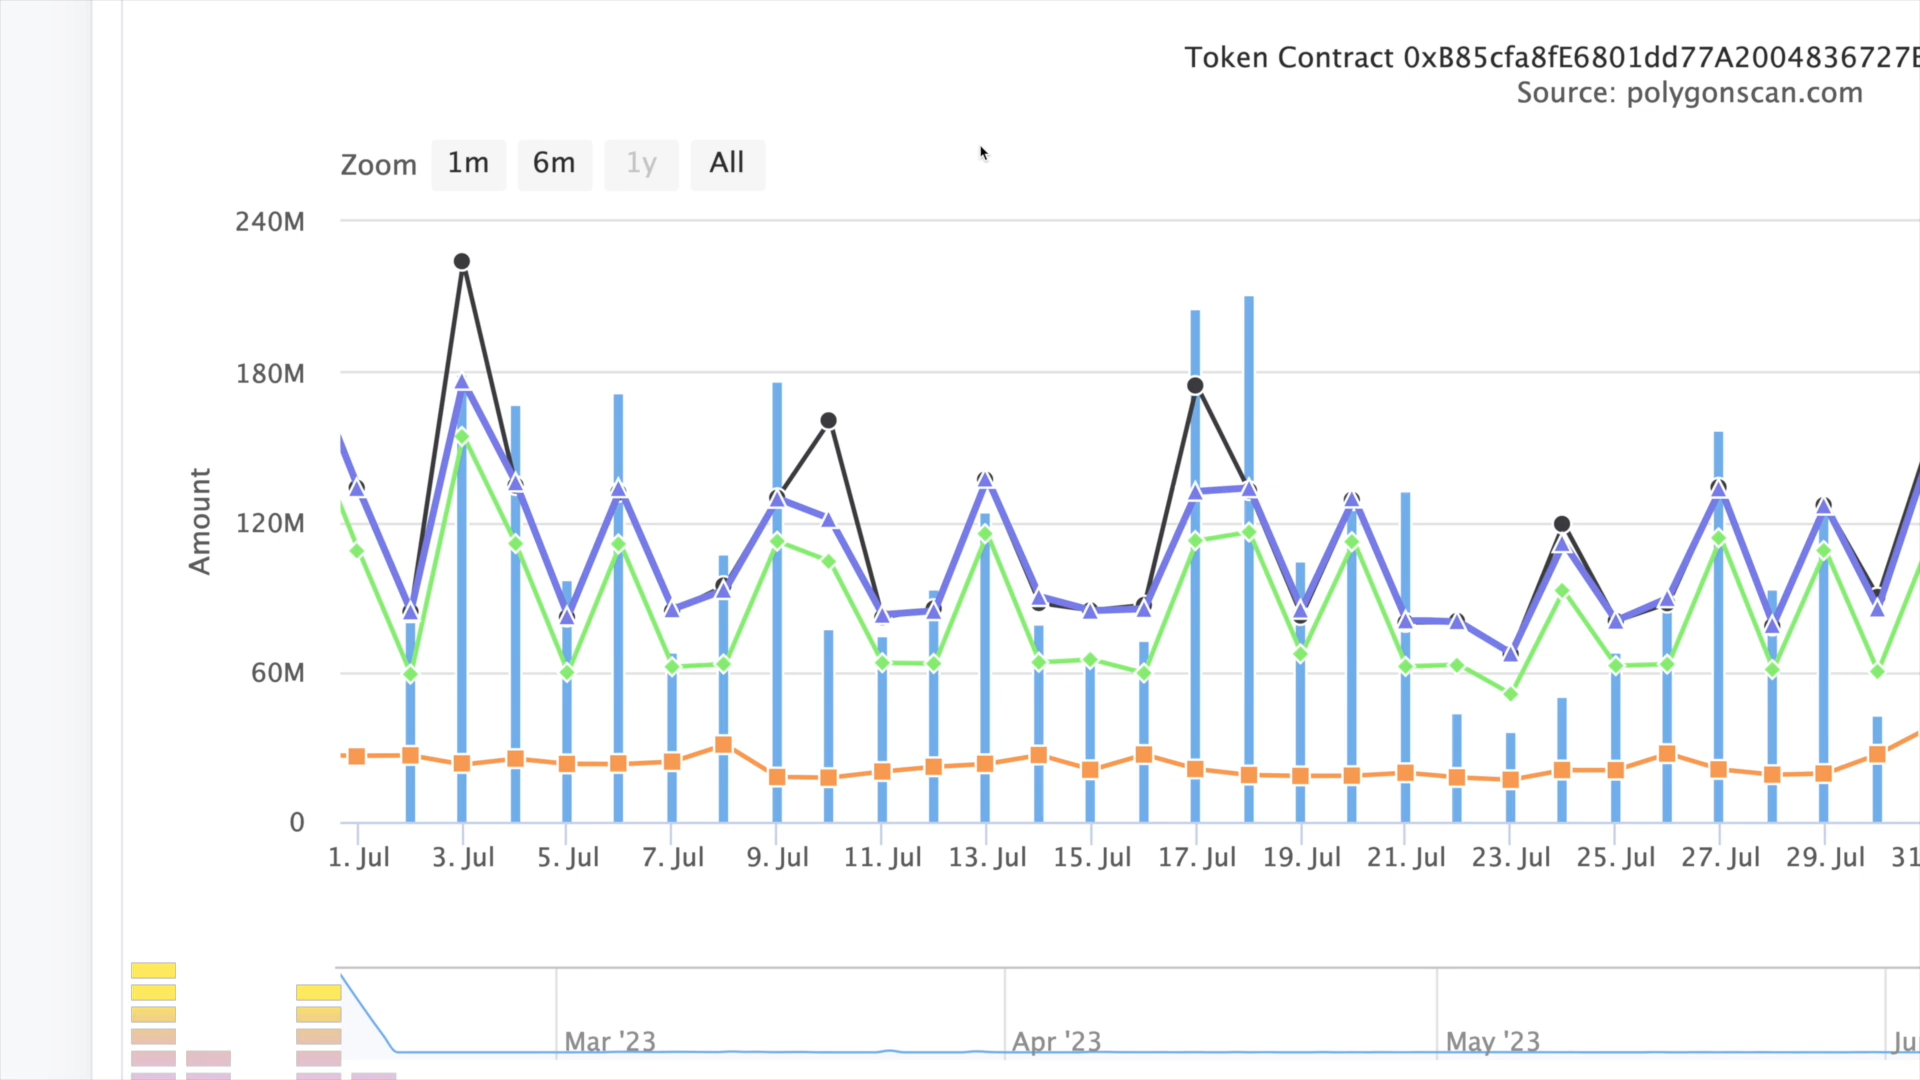 Token Contract 0xB85cfa8fE6801dd77A2004836727
Source: polygonscan.com
Zoom 1m 6m 1y All
240M
180M
120M
60M
0
Amount
1. Jul 3. Jul 5. Jul 7. Jul 9. Jul 11. Jul 13. Jul 15. Jul 17. Jul 19. Jul 21. Jul 23. Jul 25. Jul 27. Jul 29. Jul 31
Mar '23 Apr '23 May '23 Ju